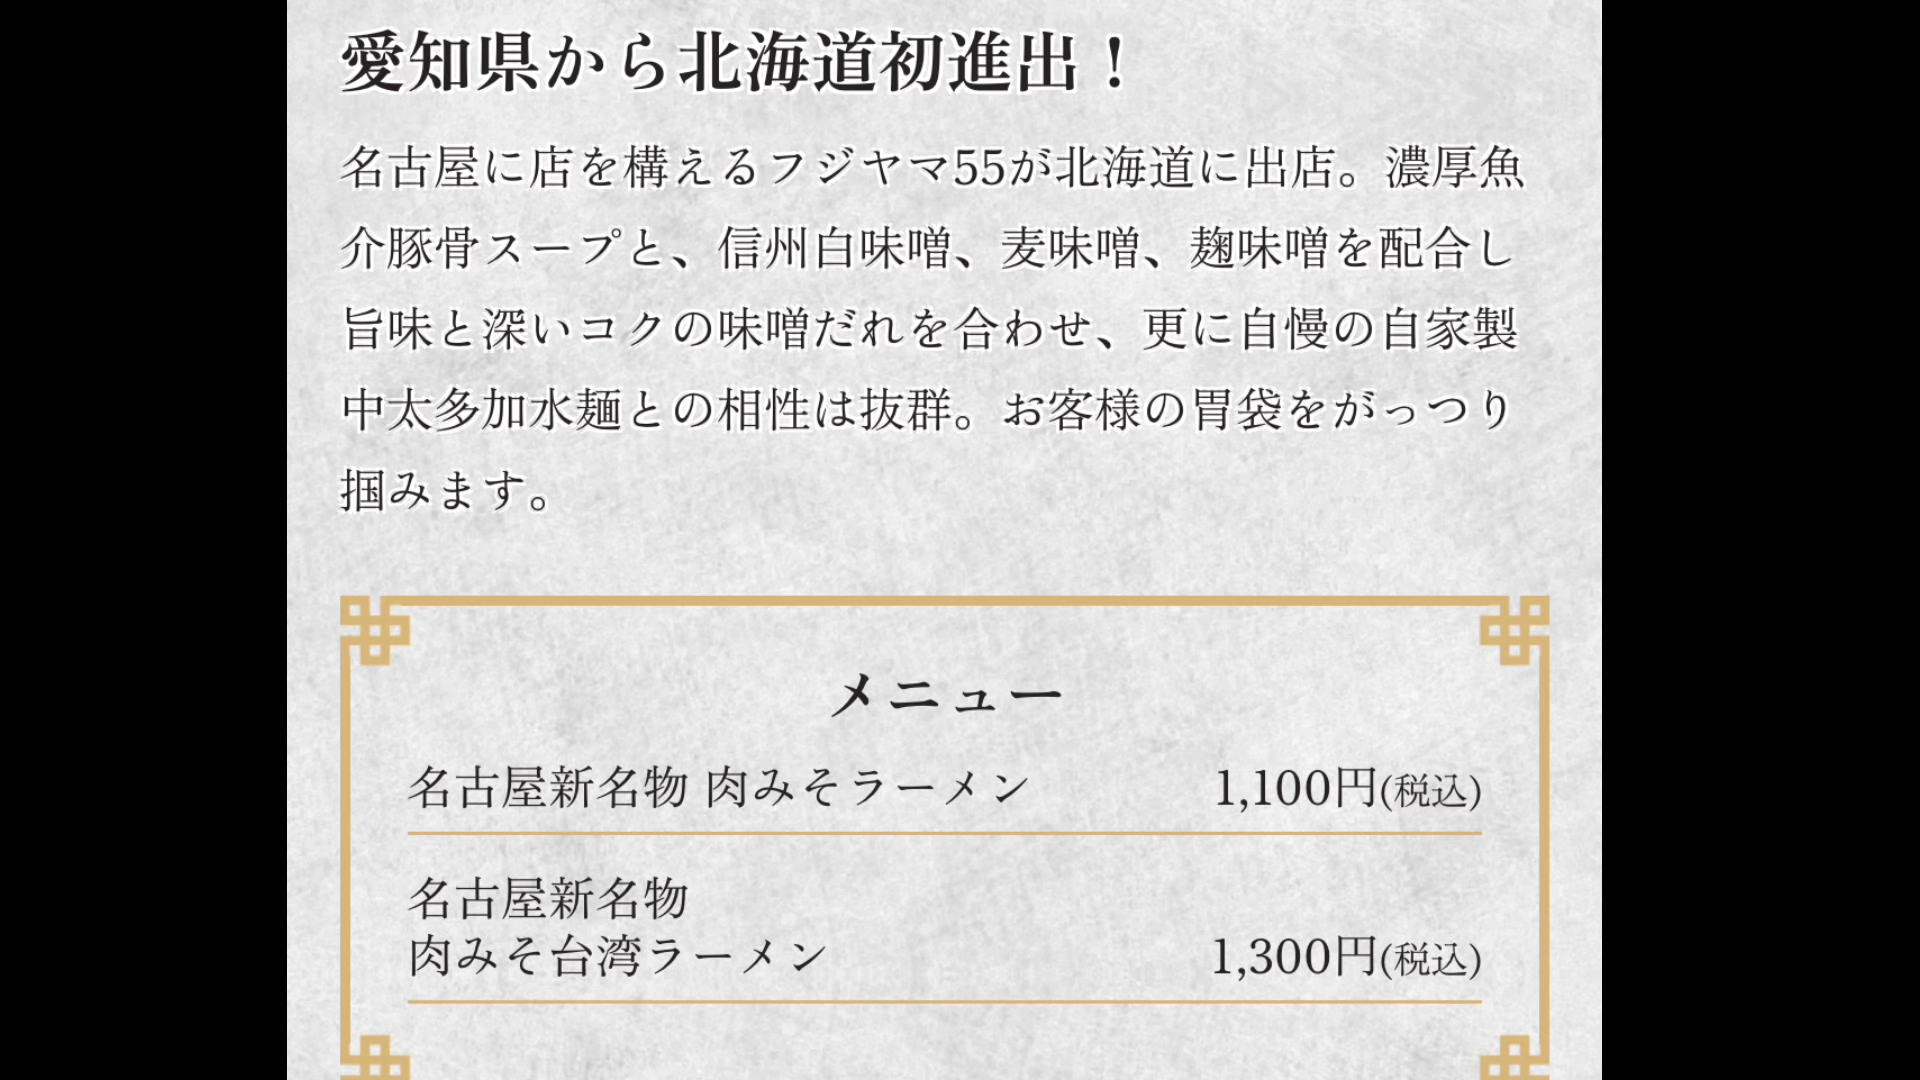 愛知県から北海道初進出！
名古屋に店を構えるフジヤマ55が北海道に出店。濃厚魚
介豚骨スープと、信州白味噌、麦味噌、麹味噌を配合し
旨味と深いコクの味噌だれを合わせ、更に自慢の自家製
中太多加水麺との相性は抜群。お客様の胃袋をがっつり
掴みます。
メニュー
名古屋新名物 肉みそラーメン 1,100円(税込)
名古屋新名物
肉みそ台湾ラーメン 1,300円(税込)